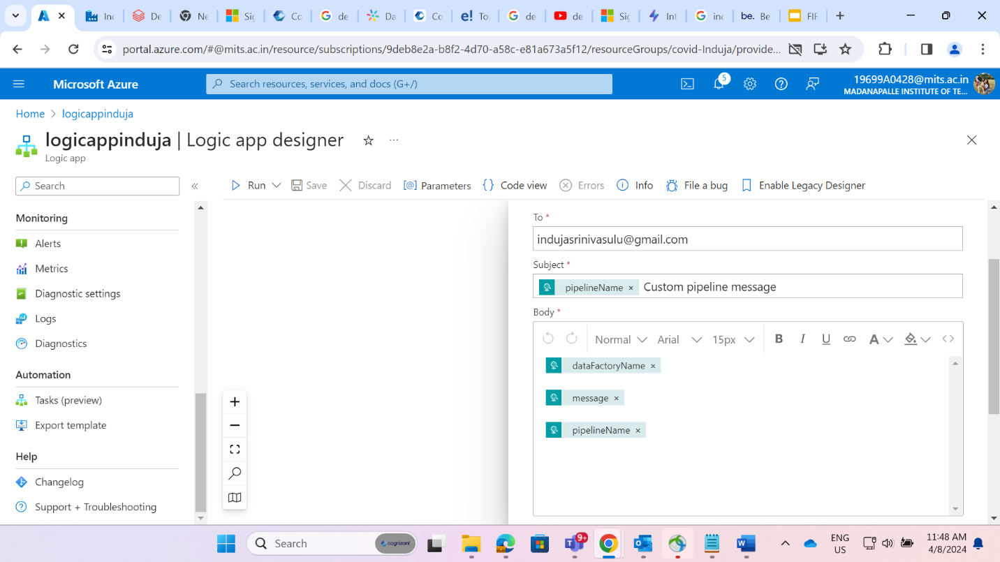 Inc
De
Ne
Sig
Co
de
Da
Co
Top
de
de
Sig
Int
inc
be. Be
FIF
portal.azure.com/#@mits.ac.in/resource/subscriptions/9deb8e2a-b8f2-4d70-a58c-e81a673a5f12/resourceGroups/covid-Induja/provide...
Microsoft Azure
Search resources, services, and docs (G+/)
5
19699A0428@mits.ac.in
MADANAPALLE INSTITUTE OF TE...
Home > logicappinduja
logicappinduja | Logic app designer
Logic app
Search
Run
Save
Discard
Parameters
Code view
Errors
Info
File a bug
Enable Legacy Designer
Monitoring
Alerts
Metrics
Diagnostic settings
Logs
Diagnostics
Automation
Tasks (preview)
Export template
Help
Changelog
Support + Troubleshooting
To *
indujasrinivasulu@gmail.com
Subject *
pipelineName × Custom pipeline message
Body *
Normal Arial 15px B I U A
dataFactoryName ×
message ×
pipelineName ×
Search
cognizant
9+
ENG
US
11:48 AM
4/8/2024